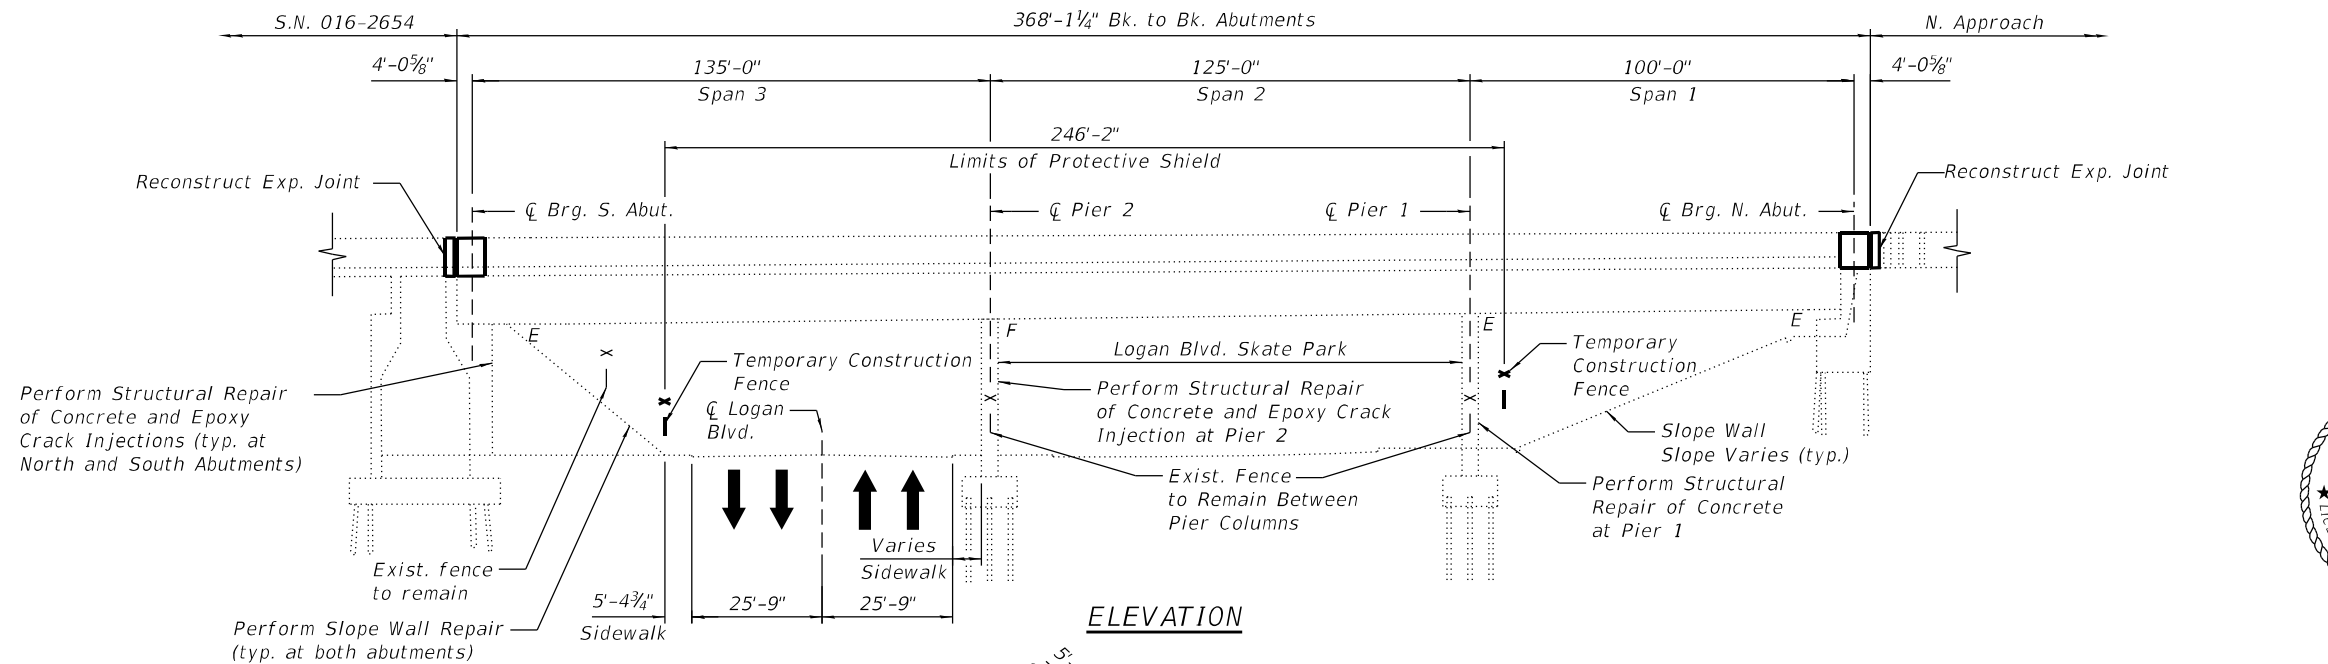 S.N. 016-2654
368'-1¼" Bk. to Bk. Abutments
N. Approach
4'-0⅝"
135'-0"
Span 3
125'-0"
Span 2
100'-0"
Span 1
4'-0⅝"
246'-2"
Limits of Protective Shield
Reconstruct Exp. Joint
Reconstruct Exp. Joint
℄ Brg. S. Abut.
℄ Pier 2
℄ Pier 1
℄ Brg. N. Abut.
E
F
E
E
Perform Structural Repair
of Concrete and Epoxy
Crack Injections (typ. at
North and South Abutments)
Temporary Construction
Fence
℄ Logan
Blvd.
Logan Blvd. Skate Park
Perform Structural Repair
of Concrete and Epoxy Crack
Injection at Pier 2
Temporary
Construction
Fence
Slope Wall
Slope Varies (typ.)
Exist. Fence
to Remain Between
Pier Columns
Perform Structural
Repair of Concrete
at Pier 1
Exist. fence
to remain
Perform Slope Wall Repair
(typ. at both abutments)
5'-4¾"
Sidewalk
25'-9"
25'-9"
Varies
Sidewalk
ELEVATION